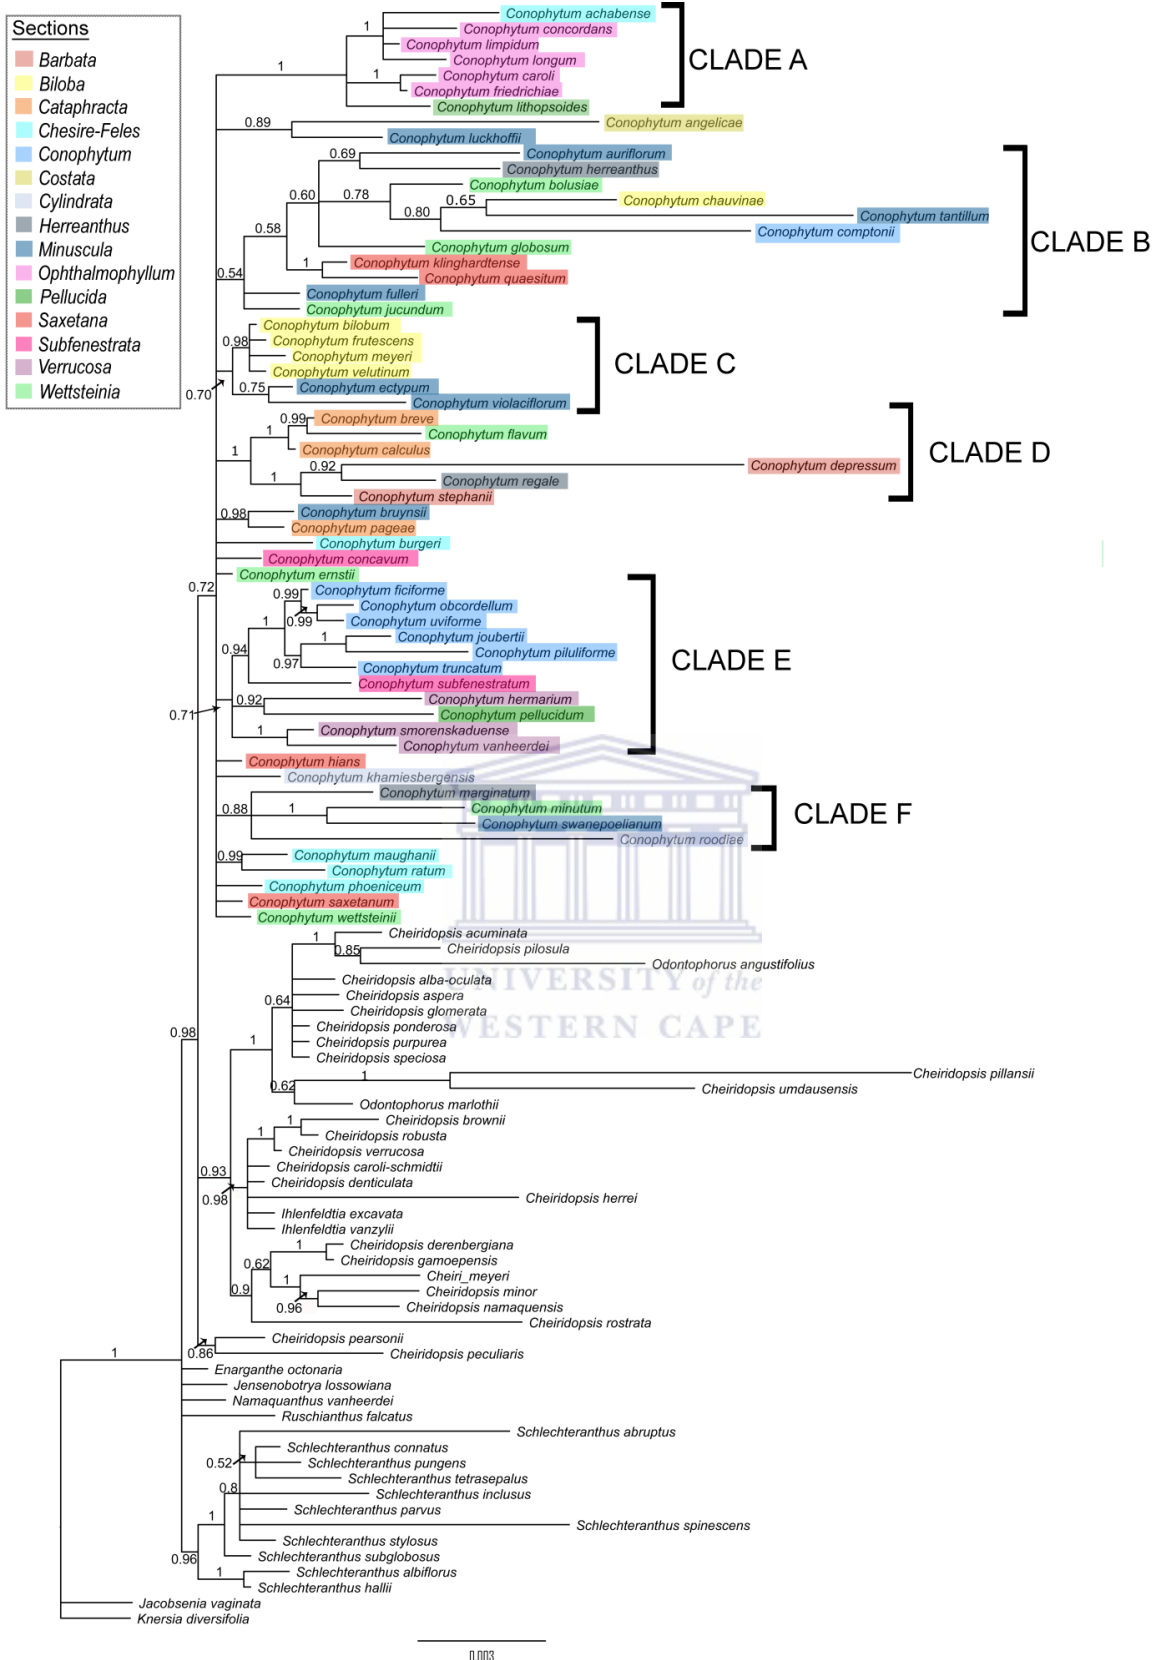 Sections
Barbata
Biloba
Cataphracta
Chesire-Feles
Conophytum
Costata
Cylindrata
Herreanthus
Minuscula
Ophthalmophyllum
Pellucida
Saxetana
Subfenestrata
Verrucosa
Wettsteinia
Conophytum achabense
1
Conophytum concordans
Conophytum limpidum
CLADE A
Conophytum longum
1
1
Conophytum caroli
Conophytum friedrichiae
Conophytum lithopsoides
0.89
Conophytum angelicae
Conophytum luckhoffii
0.69
Conophytum auriflorum
Conophytum herreanthus
Conophytum bolusiae
0.60
0.78
0.65
Conophytum chauvinae
0.80
Conophytum tantillum
0.58
Conophytum comptonii
CLADE B
Conophytum globosum
1
Conophytum klinghardtense
0.54
Conophytum quaesitum
Conophytum fulleri
Conophytum jucundum
Conophytum bilobum
0.98
Conophytum frutescens
Conophytum meyeri
CLADE C
Conophytum velutinum
0.70
0.75
Conophytum ectypum
Conophytum violaciflorum
0.99
Conophytum breve
1
Conophytum flavum
1
Conophytum calculus
CLADE D
0.92
Conophytum depressum
1
Conophytum regale
Conophytum stephanii
0.98
Conophytum bruynsii
Conophytum pageae
Conophytum burgeri
Conophytum concavum
Conophytum ernstii
0.72
0.99
Conophytum ficiforme
Conophytum obcordellum
1
0.99
Conophytum uviforme
1
Conophytum joubertii
0.94
Conophytum piluliforme
CLADE E
0.97
Conophytum truncatum
Conophytum subfenestratum
0.92
Conophytum hermarium
0.71
Conophytum pellucidum
1
Conophytum smorenskaduense
Conophytum vanheerdei
Conophytum hians
Conophytum khamiesbergensis
Conophytum marginatum
0.88
1
Conophytum minutum
CLADE F
Conophytum swanepoelianum
Conophytum roodiae
0.99
Conophytum maughanii
Conophytum ratum
Conophytum phoeniceum
Conophytum saxetanum
Conophytum wettsteinii
1
Cheiridopsis acuminata
0.85
Cheiridopsis pilosula
Odontophorus angustifolius
Cheiridopsis alba-oculata
UNIVERSITY of the
0.64
Cheiridopsis aspera
Cheiridopsis glomerata
WESTERN CAPE
Cheiridopsis ponderosa
0.98
1
Cheiridopsis purpurea
Cheiridopsis speciosa
1
Cheiridopsis pillansii
0.62
Cheiridopsis umdausensis
Odontophorus marlothii
1
Cheiridopsis brownii
1
Cheiridopsis robusta
Cheiridopsis verrucosa
0.93
Cheiridopsis caroli-schmidtii
Cheiridopsis denticulata
0.98
Cheiridopsis herrei
Ihlenfeldtia excavata
Ihlenfeldtia vanzylii
1
Cheiridopsis derenbergiana
0.62
Cheiridopsis gamoepensis
1
Cheiri_meyeri
0.9
Cheiridopsis minor
0.96
Cheiridopsis namaquensis
Cheiridopsis rostrata
Cheiridopsis pearsonii
0.86
Cheiridopsis peculiaris
1
Enarganthe octonaria
Jensenobotrya lossowiana
Namaquanthus vanheerdei
Ruschianthus falcatus
Schlechteranthus abruptus
Schlechteranthus connatus
0.52
Schlechteranthus pungens
Schlechteranthus tetrasepalus
0.8
Schlechteranthus inclusus
Schlechteranthus parvus
1
Schlechteranthus spinescens
Schlechteranthus stylosus
0.96
Schlechteranthus subglobosus
1
Schlechteranthus albiflorus
Schlechteranthus hallii
Jacobsenia vaginata
Knersia diversifolia
0.003